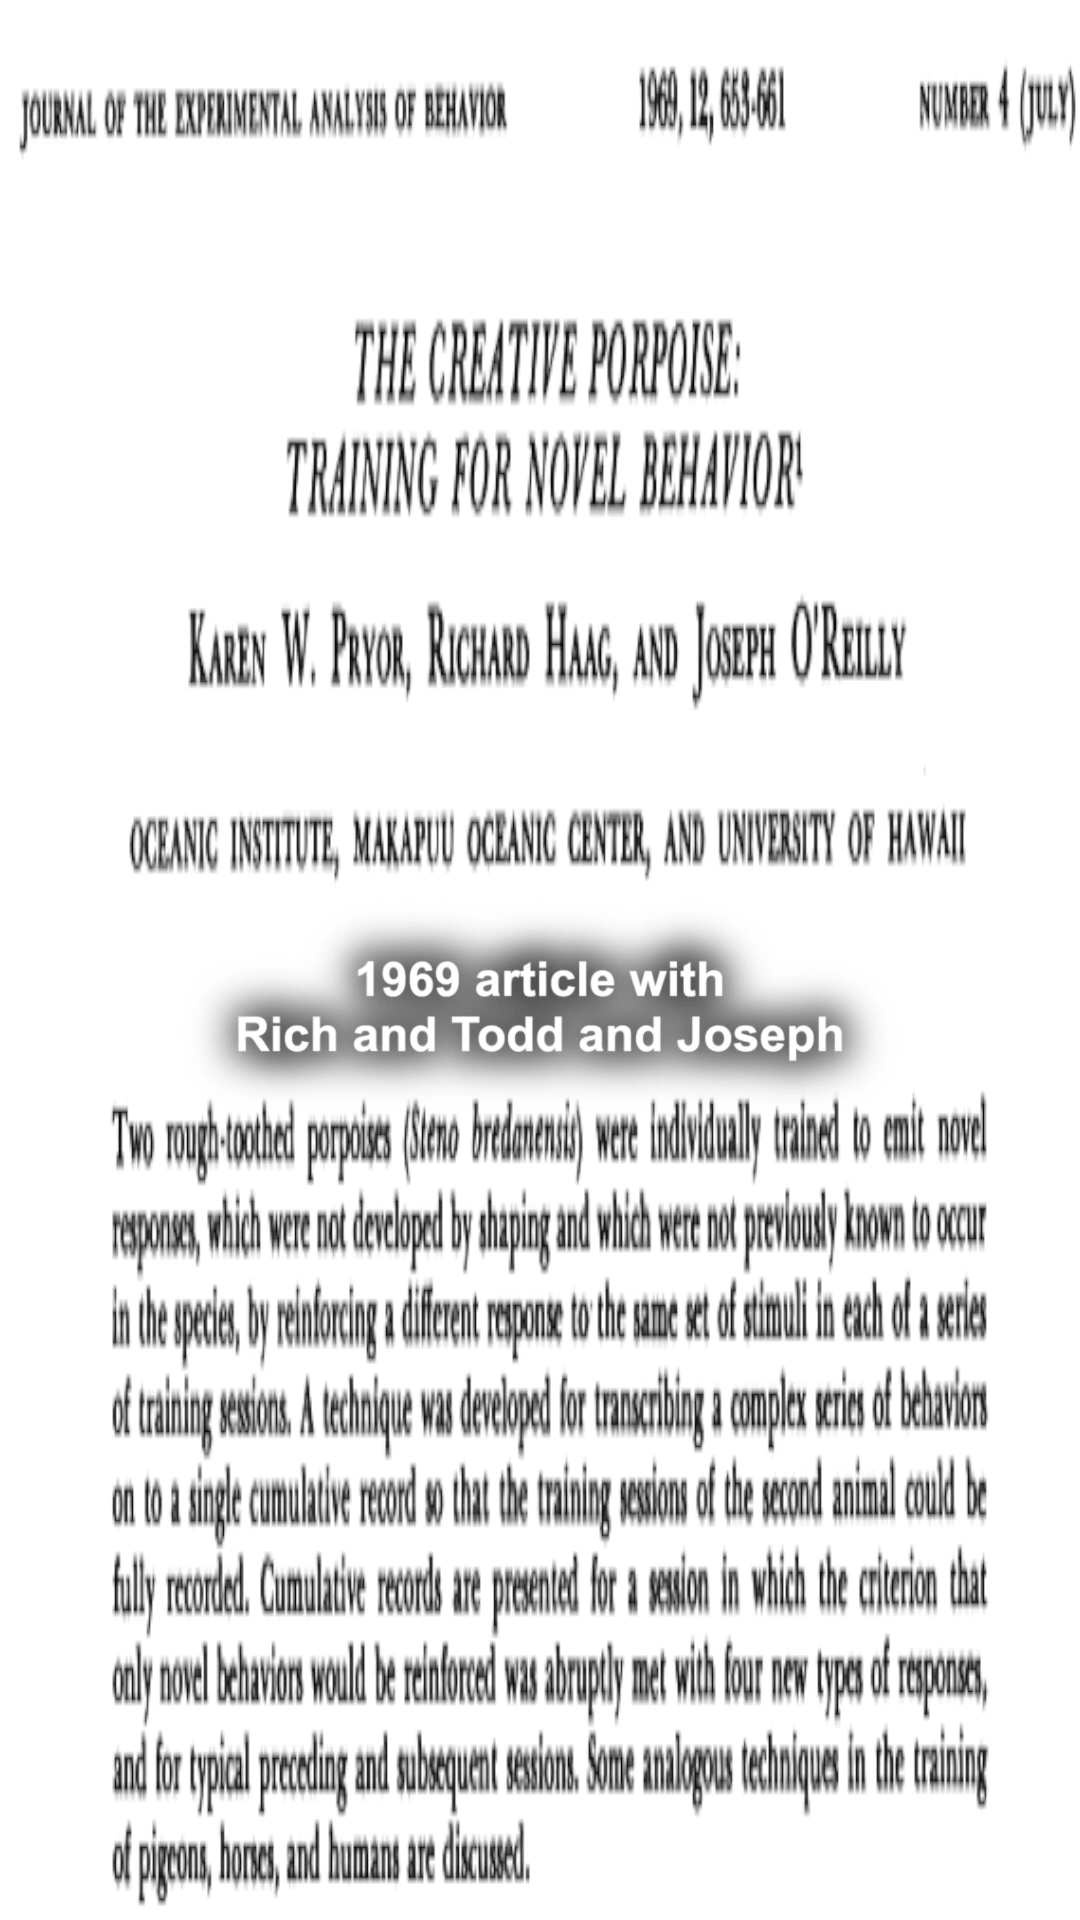 JOURNAL OF THE EXPERIMENTAL ANALYSIS OF BEHAVIOR 1969, 12, 653-661 NUMBER 4 (JULY)
THE CREATIVE PORPOISE:
TRAINING FOR NOVEL BEHAVIOR¹
KAREN W. PRYOR, RICHARD HAAG, AND JOSEPH O'REILLY
OCEANIC INSTITUTE, MAKAPUU OCEANIC CENTER, AND UNIVERSITY OF HAWAII
1969 article with
Rich and Todd and Joseph
Two rough-toothed porpoises (Steno bredanensis) were individually trained to emit novel
responses, which were not developed by shaping and which were not previously known to occur
in the species, by reinforcing a different response to the same set of stimuli in each of a series
of training sessions. A technique was developed for transcribing a complex series of behaviors
on to a single cumulative record so that the training sessions of the second animal could be
fully recorded. Cumulative records are presented for a session in which the criterion that
only novel behaviors would be reinforced was abruptly met with four new types of responses,
and for typical preceding and subsequent sessions. Some analogous techniques in the training
of pigeons, horses, and humans are discussed.